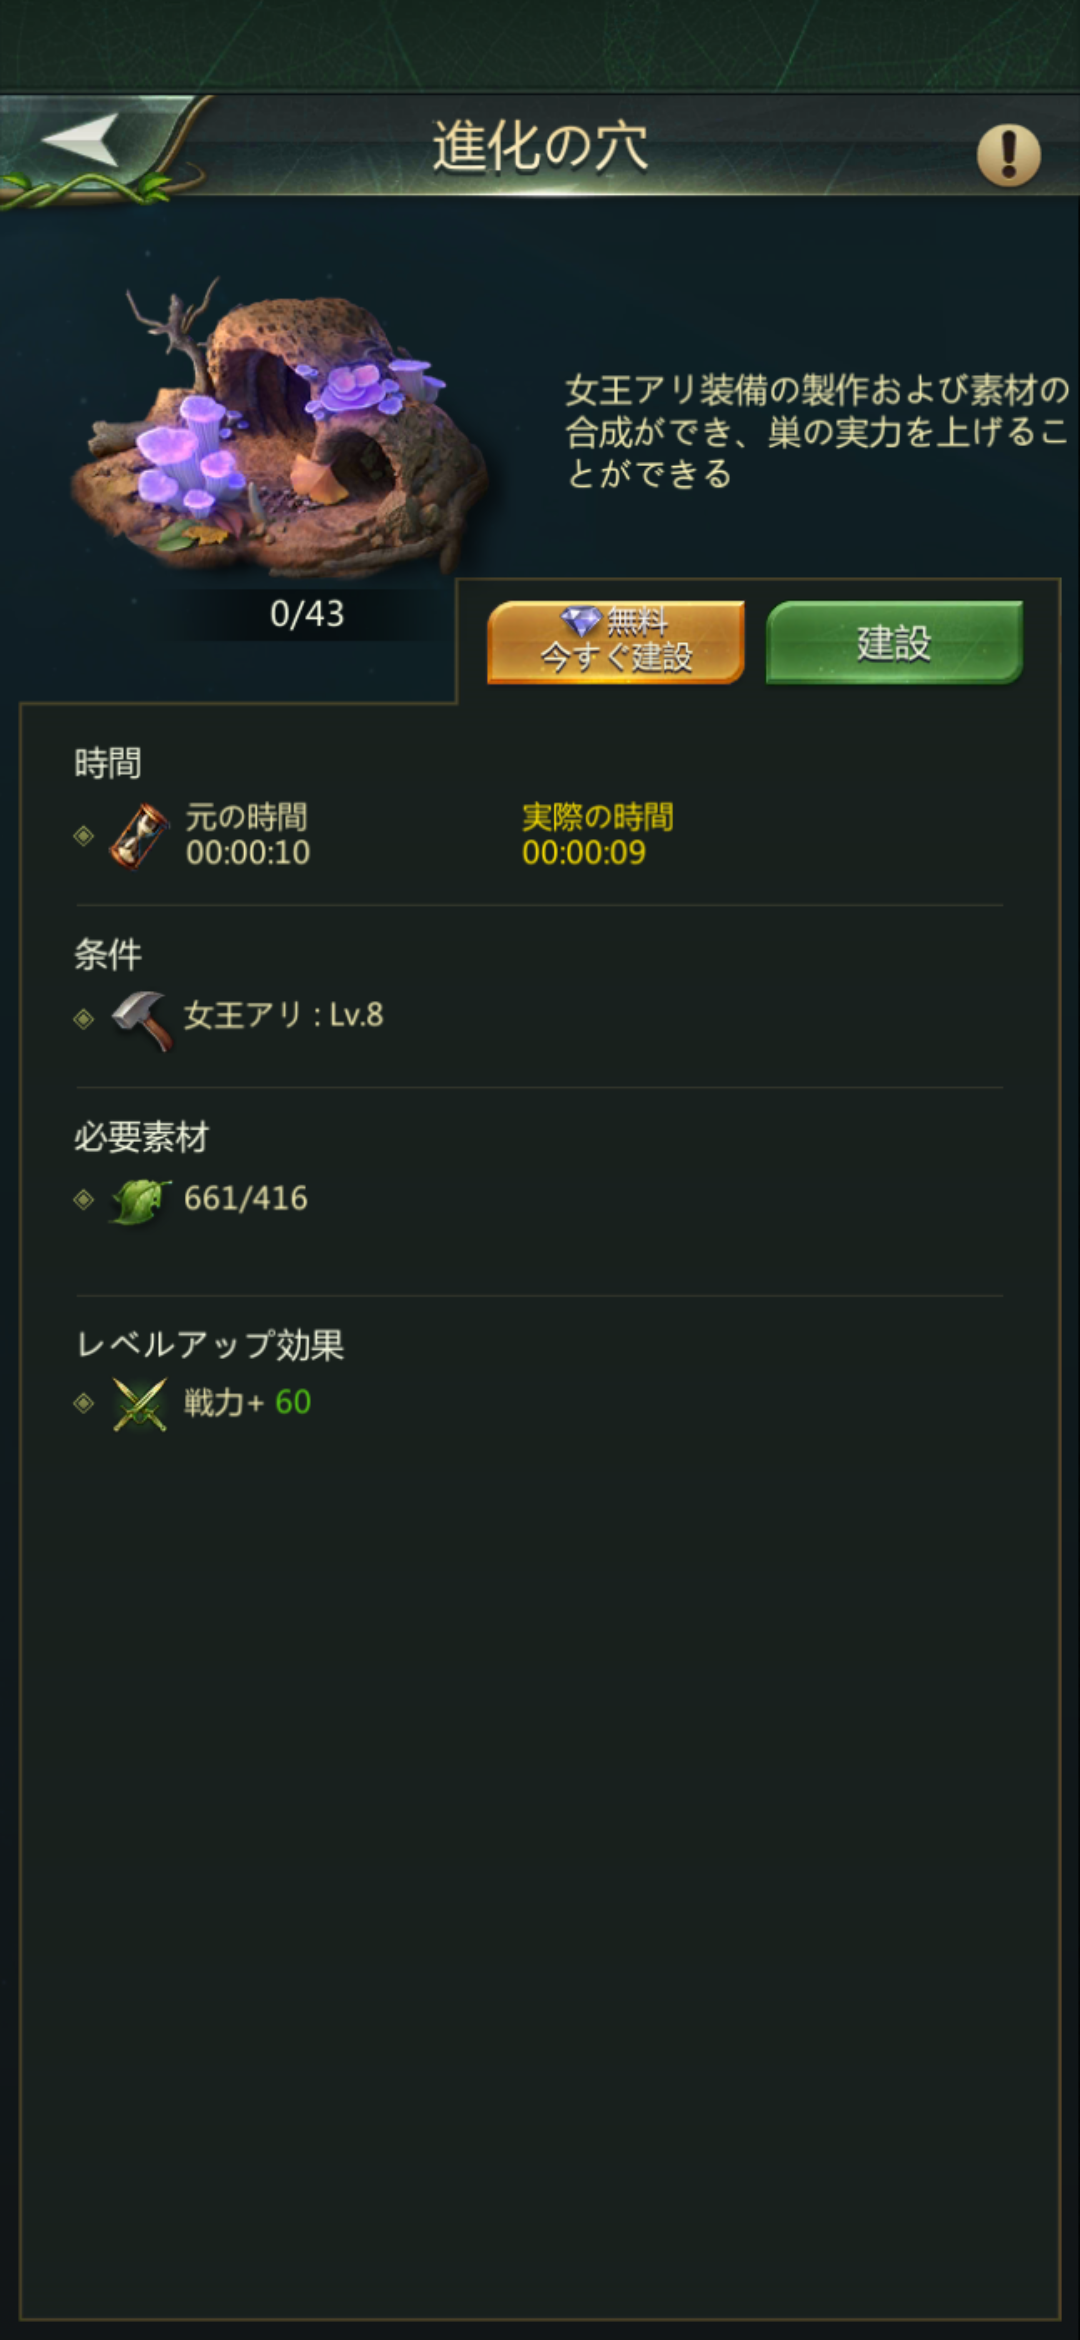 進化の穴
女王アリ装備の製作および素材の
合成ができ、巣の実力を上げるこ
とができる
0/43
無料
今すぐ建設
建設
時間
元の時間 実際の時間
00:00:10 00:00:09
条件
女王アリ : Lv.8
必要素材
661/416
レベルアップ効果
戦力+ 60